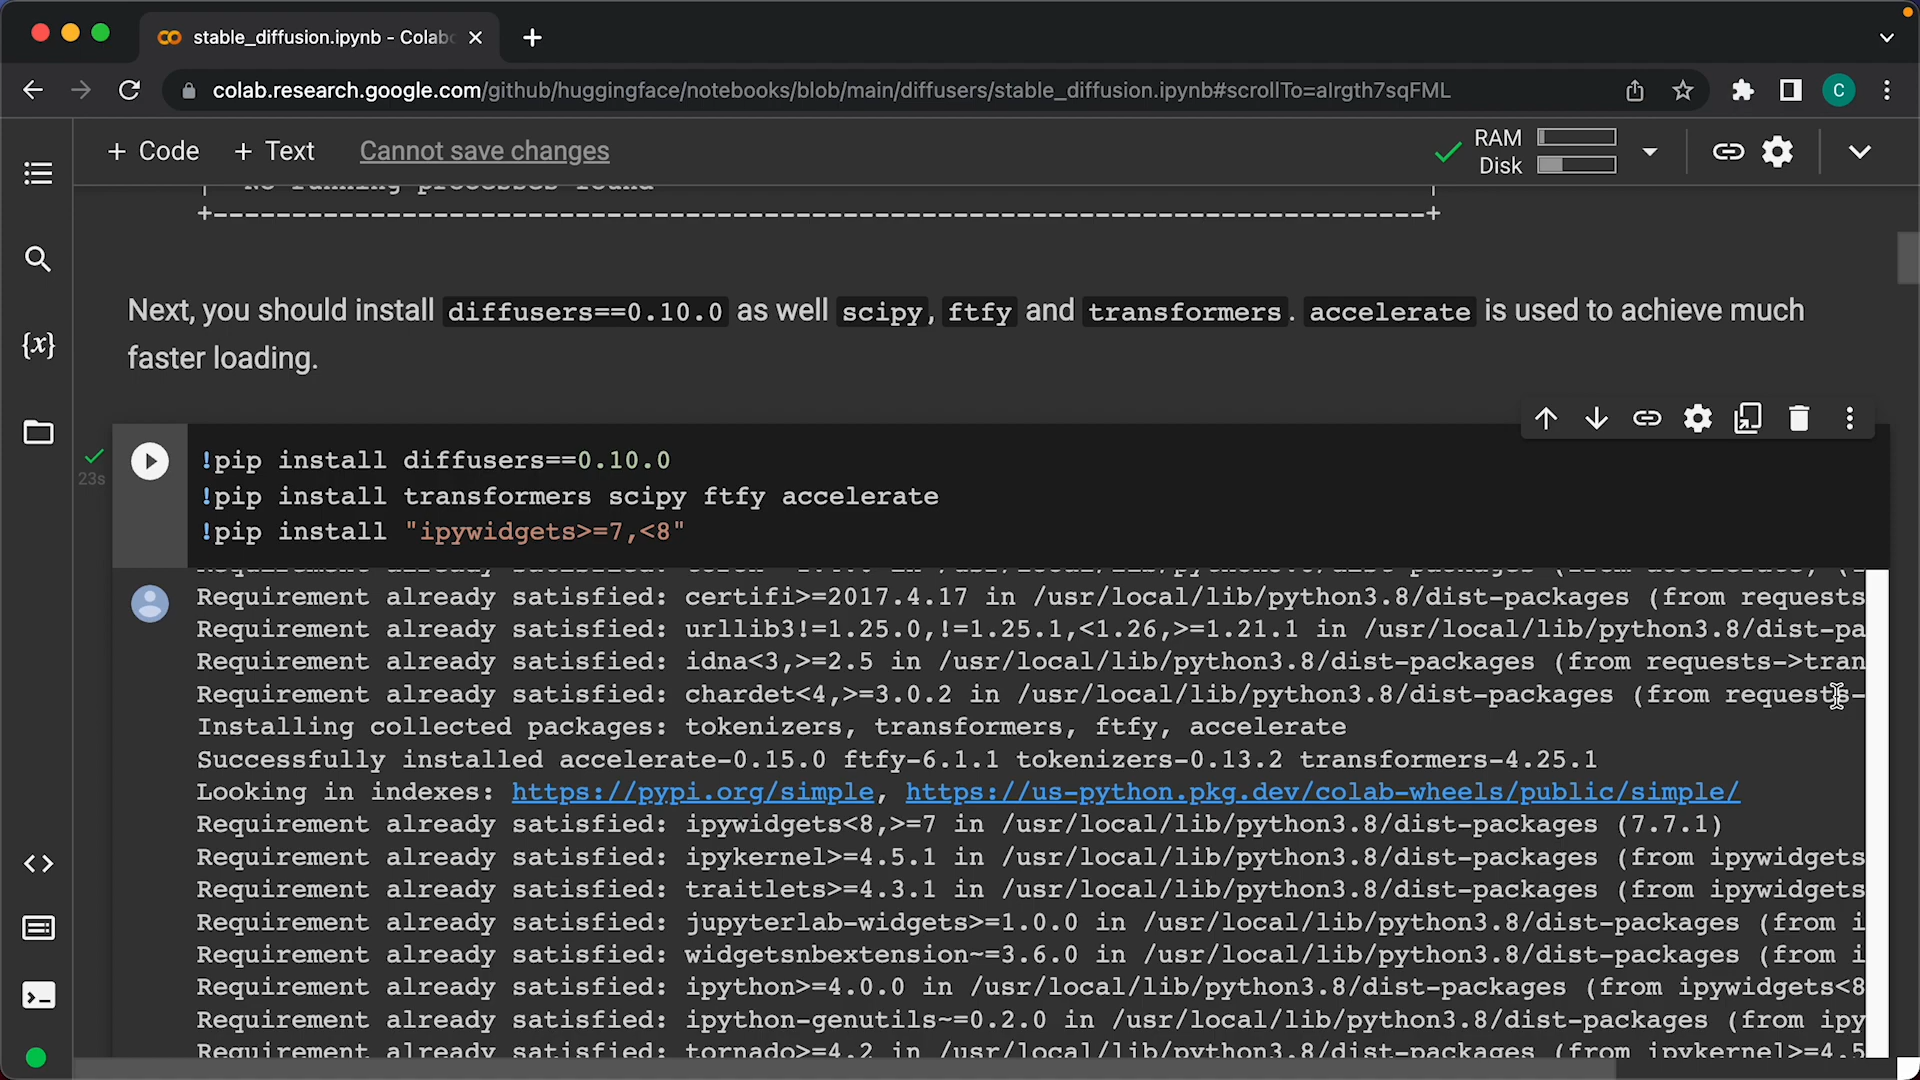 stable_diffusion.ipynb - Colab
colab.research.google.com/github/huggingface/notebooks/blob/main/diffusers/stable_diffusion.ipynb#scrollTo=alrgth7sqFML
C
+ Code + Text Cannot save changes
RAM
Disk
No running processes found
+-----------------------------------------------------------------------------+
Next, you should install diffusers==0.10.0 as well scipy, ftfy and transformers. accelerate is used to achieve much
faster loading.
23s
!pip install diffusers==0.10.0
!pip install transformers scipy ftfy accelerate
!pip install "ipywidgets>=7,<8"
Requirement already satisfied: certifi>=2017.4.17 in /usr/local/lib/python3.8/dist-packages (from requests
Requirement already satisfied: urllib3!=1.25.0,!=1.25.1,<1.26,>=1.21.1 in /usr/local/lib/python3.8/dist-pa
Requirement already satisfied: idna<3,>=2.5 in /usr/local/lib/python3.8/dist-packages (from requests->tran
Requirement already satisfied: chardet<4,>=3.0.2 in /usr/local/lib/python3.8/dist-packages (from requests-
Installing collected packages: tokenizers, transformers, ftfy, accelerate
Successfully installed accelerate-0.15.0 ftfy-6.1.1 tokenizers-0.13.2 transformers-4.25.1
Looking in indexes: https://pypi.org/simple, https://us-python.pkg.dev/colab-wheels/public/simple/
Requirement already satisfied: ipywidgets<8,>=7 in /usr/local/lib/python3.8/dist-packages (7.7.1)
Requirement already satisfied: ipykernel>=4.5.1 in /usr/local/lib/python3.8/dist-packages (from ipywidgets
Requirement already satisfied: traitlets>=4.3.1 in /usr/local/lib/python3.8/dist-packages (from ipywidgets
Requirement already satisfied: jupyterlab-widgets>=1.0.0 in /usr/local/lib/python3.8/dist-packages (from i
Requirement already satisfied: widgetsnbextension~=3.6.0 in /usr/local/lib/python3.8/dist-packages (from i
Requirement already satisfied: ipython>=4.0.0 in /usr/local/lib/python3.8/dist-packages (from ipywidgets<8
Requirement already satisfied: ipython-genutils~=0.2.0 in /usr/local/lib/python3.8/dist-packages (from ipy
Requirement already satisfied: tornado>=4.2 in /usr/local/lib/python3.8/dist-packages (from ipykernel>=4.5